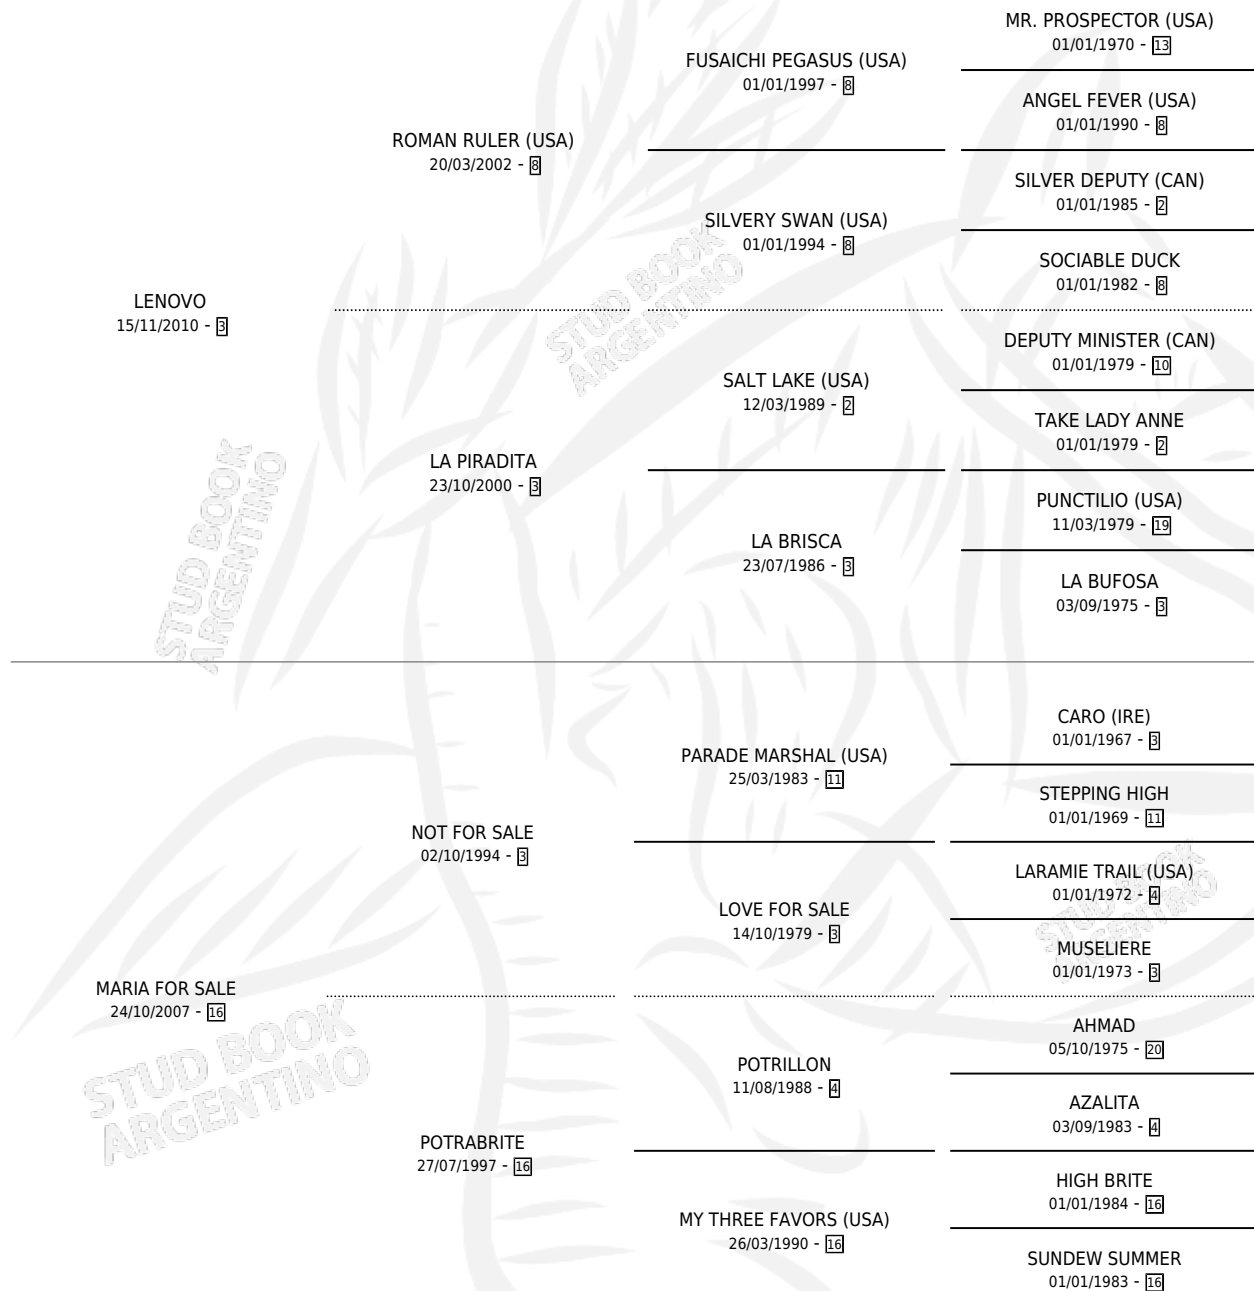 MR. PROSPECTOR (USA)
01/01/1970 - 13
FUSAICHI PEGASUS (USA)
01/01/1997 - 8
ANGEL FEVER (USA)
01/01/1990 - 8
ROMAN RULER (USA)
20/03/2002 - 8
SILVER DEPUTY (CAN)
01/01/1985 - 2
SILVERY SWAN (USA)
01/01/1994 - 8
SOCIABLE DUCK
01/01/1982 - 8
LENOVO
15/11/2010 - 3
DEPUTY MINISTER (CAN)
01/01/1979 - 10
SALT LAKE (USA)
12/03/1989 - 2
TAKE LADY ANNE
01/01/1979 - 2
LA PIRADITA
23/10/2000 - 3
PUNCTILIO (USA)
11/03/1979 - 19
LA BRISCA
23/07/1986 - 3
LA BUFOSA
03/09/1975 - 3
CARO (IRE)
01/01/1967 - 3
PARADE MARSHAL (USA)
25/03/1983 - 11
STEPPING HIGH
01/01/1969 - 11
NOT FOR SALE
02/10/1994 - 3
LARAMIE TRAIL (USA)
01/01/1972 - 4
LOVE FOR SALE
14/10/1979 - 3
MUSELIERE
01/01/1973 - 3
MARIA FOR SALE
24/10/2007 - 16
AHMAD
05/10/1975 - 20
POTRILLON
11/08/1988 - 4
AZALITA
03/09/1983 - 4
POTRABRITE
27/07/1997 - 16
HIGH BRITE
01/01/1984 - 16
MY THREE FAVORS (USA)
26/03/1990 - 16
SUNDEW SUMMER
01/01/1983 - 16
STUD BOOK
ARGENTINO
STUD BOOK
ARGENTINO
STUD BOOK
ARGENTINO
STUD BOOK
ARGENTINO